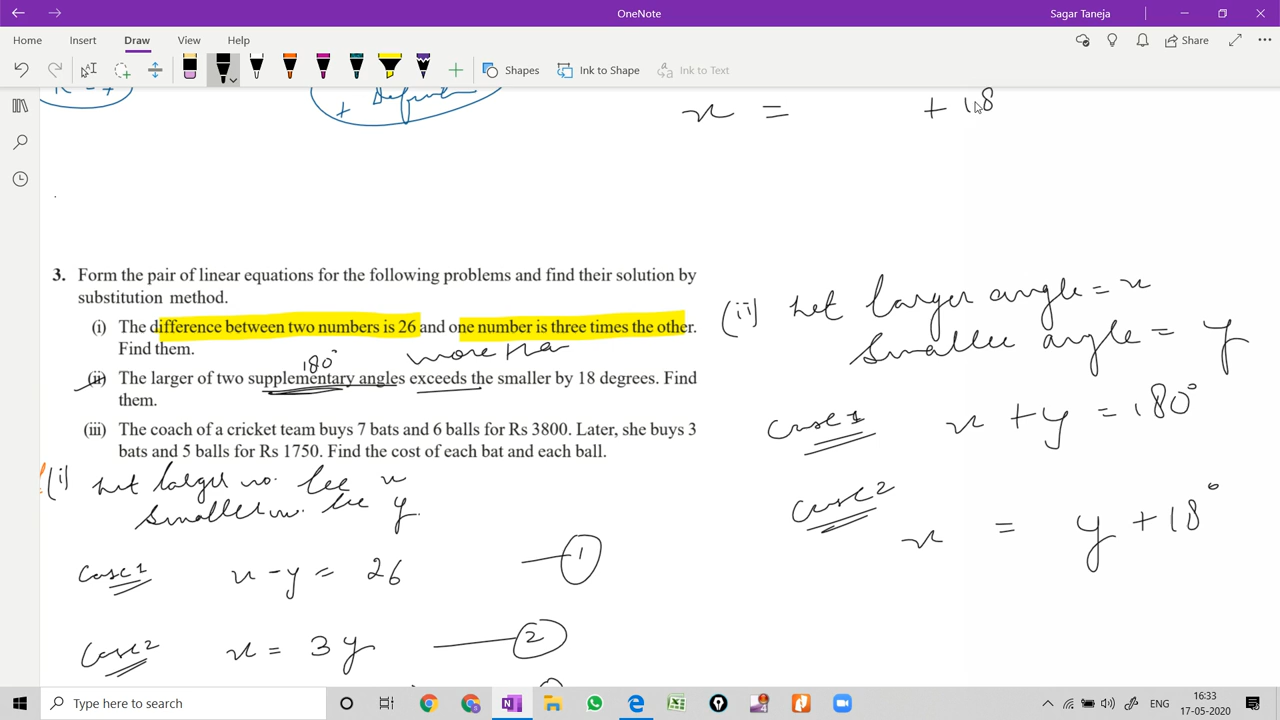 OneNote
Sagar Taneja
Home Insert Draw View Help
Share
Shapes Ink to Shape Ink to Text
+
x = + 18
3. Form the pair of linear equations for the following problems and find their solution by
substitution method.
(i) The difference between two numbers is 26 and one number is three times the other.
Find them.
180° more than
(ii) The larger of two supplementary angles exceeds the smaller by 18 degrees. Find
them.
(iii) The coach of a cricket team buys 7 bats and 6 balls for Rs 3800. Later, she buys 3
bats and 5 balls for Rs 1750. Find the cost of each bat and each ball.
(i) Let larger no. be x
Smaller no. be y
Case 1 x - y = 26 1
Case 2 x = 3y 2
(ii) Let larger angle = x
Smaller angle = y
Case 1 x + y = 180°
Case 2 x = y + 18°
Type here to search
ENG
16:33
17-05-2020